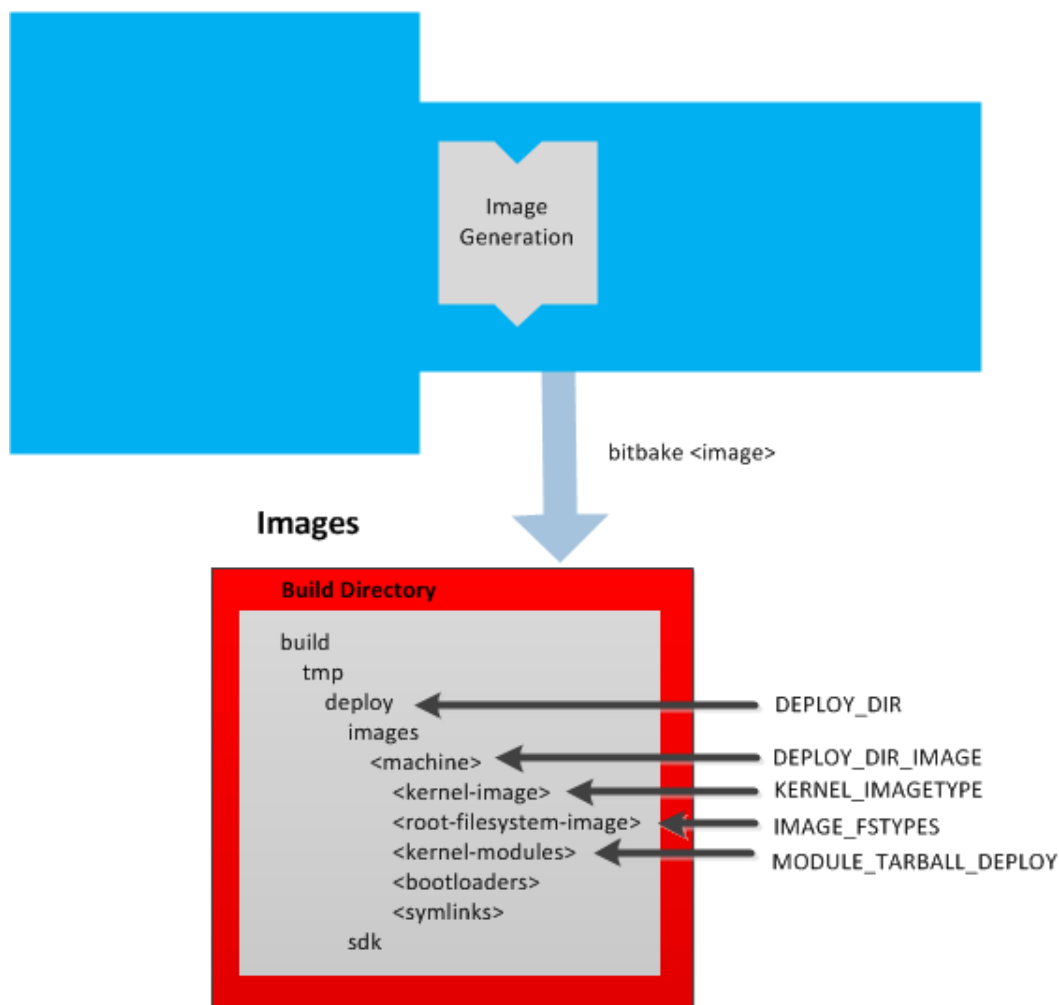 Image
Generation
bitbake <image>
Images
Build Directory
build
tmp
deploy
DEPLOY_DIR
images
<machine>
DEPLOY_DIR_IMAGE
<kernel-image>
KERNEL_IMAGETYPE
<root-filesystem-image>
IMAGE_FSTYPES
<kernel-modules>
MODULE_TARBALL_DEPLOY
<bootloaders>
<symlinks>
sdk